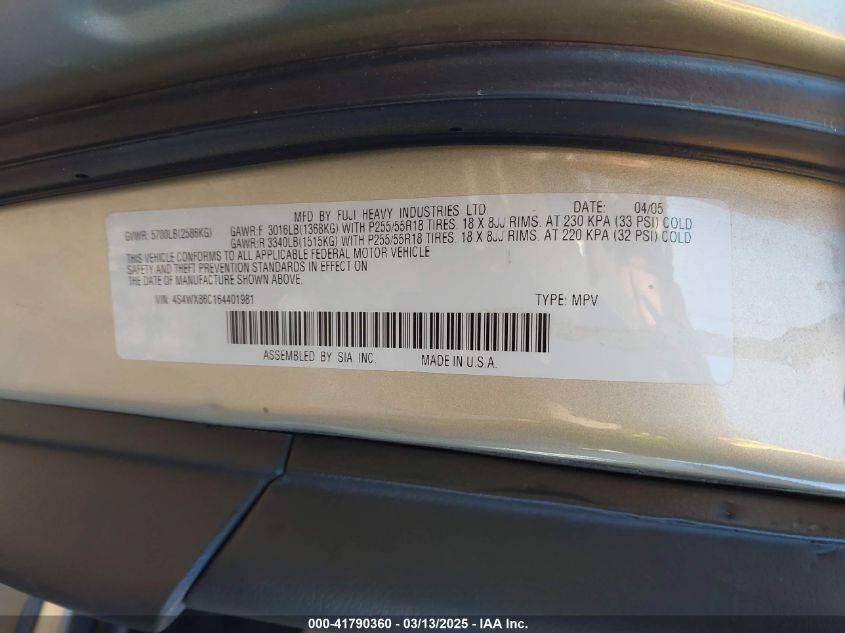 MFD BY FUJI HEAVY INDUSTRIES LTD. DATE: 04/05
GVWR: 5700LB(2586KG) GAWR:F 3016LB(1368KG) WITH P255/55R18 TIRES. 18 X 8JJ RIMS. AT 230 KPA (33 PSI) COLD
GAWR:R 3340LB(1515KG) WITH P255/55R18 TIRES. 18 X 8JJ RIMS. AT 220 KPA (32 PSI) COLD
THIS VEHICLE CONFORMS TO ALL APPLICABLE FEDERAL MOTOR VEHICLE
SAFETY AND THEFT PREVENTION STANDARDS IN EFFECT ON
THE DATE OF MANUFACTURE SHOWN ABOVE.
VIN: 4S4WX86C164401981 TYPE: MPV
ASSEMBLED BY SIA INC. MADE IN U.S.A.
000-41790360 - 03/13/2025 - IAA Inc.